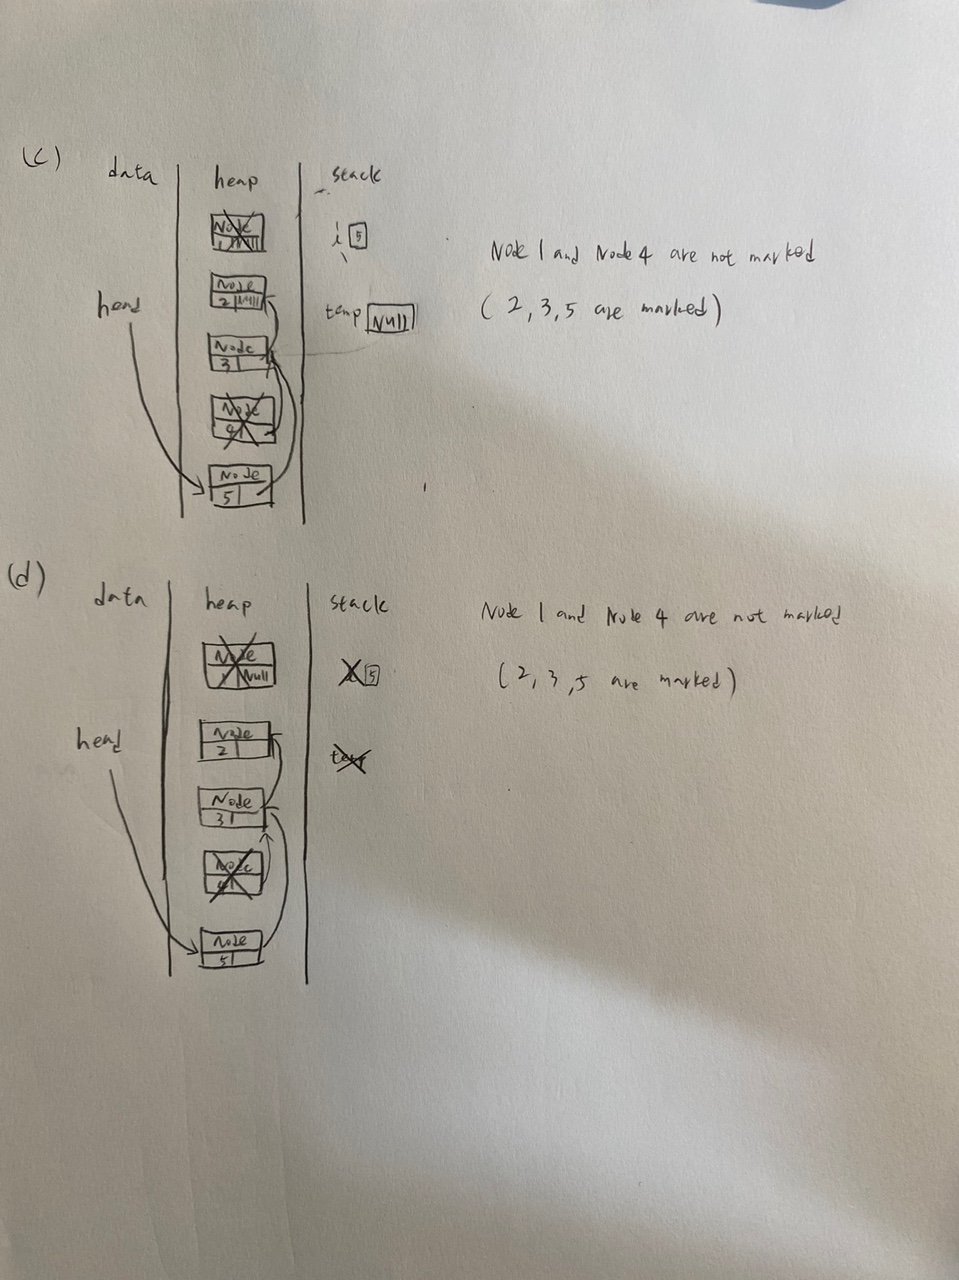 (c)
data heap stack
Node
1 Null
i 5
Node 1 and Node 4 are not marked
Node
2 Null
head
temp Null
( 2, 3, 5 are marked)
Node
3
Node
4
Node
5
(d)
data heap stack
Node 1 and Node 4 are not marked
Node
1 Null
i 5
(2, 3, 5 are marked)
Node
2
head
temp
Node
3
Node
4
Node
5